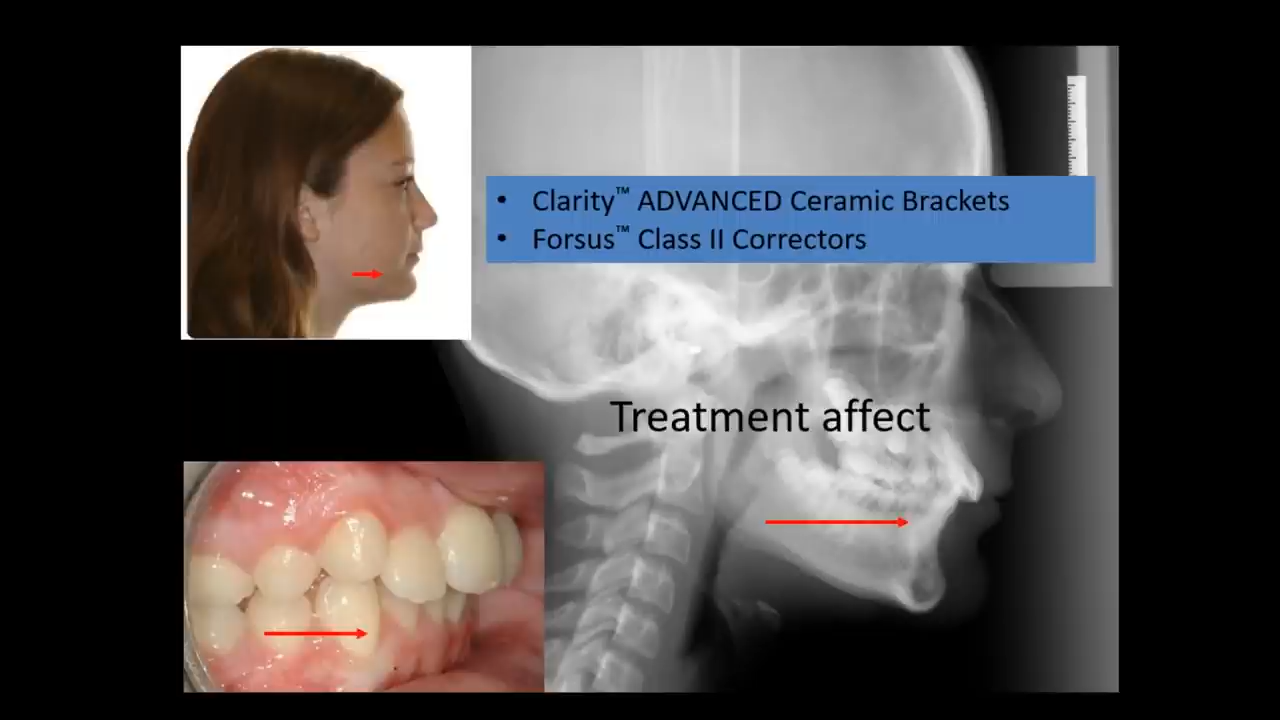 • Clarity™ ADVANCED Ceramic Brackets
• Forsus™ Class II Correctors
Treatment affect